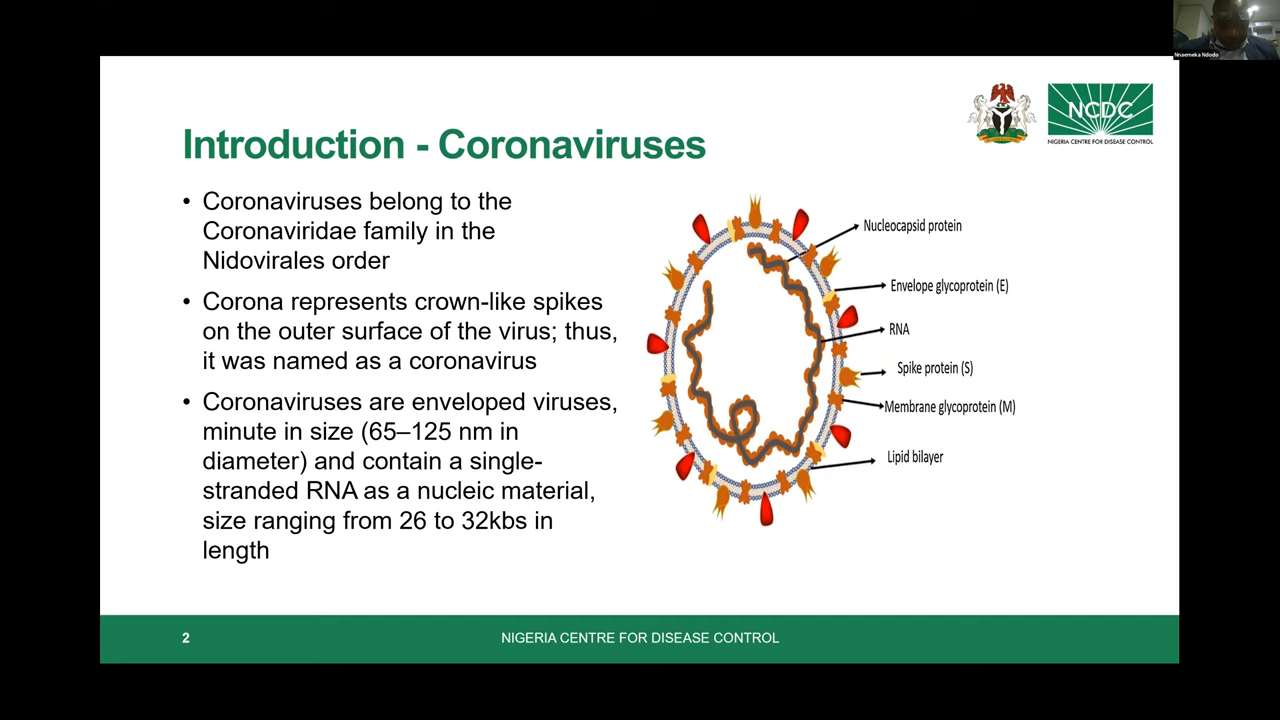 Nnaemeka Ndodo
NCDC
NIGERIA CENTRE FOR DISEASE CONTROL
Introduction - Coronaviruses
• Coronaviruses belong to the
Coronaviridae family in the
Nidovirales order
• Corona represents crown-like spikes
on the outer surface of the virus; thus,
it was named as a coronavirus
• Coronaviruses are enveloped viruses,
minute in size (65–125 nm in
diameter) and contain a single-
stranded RNA as a nucleic material,
size ranging from 26 to 32kbs in
length
Nucleocapsid protein
Envelope glycoprotein (E)
RNA
Spike protein (S)
Membrane glycoprotein (M)
Lipid bilayer
2
NIGERIA CENTRE FOR DISEASE CONTROL